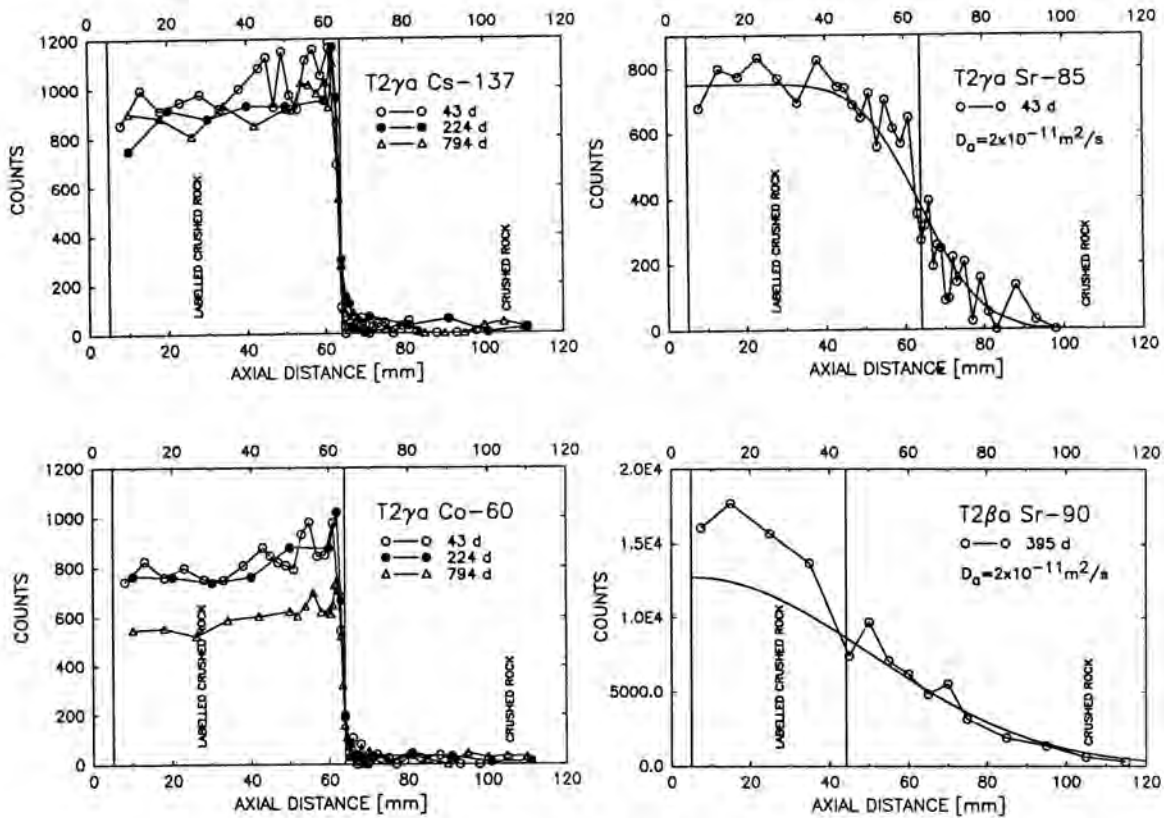 0 20 40 60 80 100 120
1200
1000
800
600
400
200
0
COUNTS
T2γa Cs-137
43 d
224 d
794 d
LABELLED CRUSHED ROCK
CRUSHED ROCK
0 20 40 60 80 100 120
AXIAL DISTANCE [mm]
0 20 40 60 80 100 120
800
600
400
200
0
COUNTS
T2γa Sr-85
43 d
Da=2x10-11m2/s
LABELLED CRUSHED ROCK
CRUSHED ROCK
0 20 40 60 80 100 120
AXIAL DISTANCE [mm]
0 20 40 60 80 100 120
1200
1000
800
600
400
200
0
COUNTS
T2γa Co-60
43 d
224 d
794 d
LABELLED CRUSHED ROCK
CRUSHED ROCK
0 20 40 60 80 100 120
AXIAL DISTANCE [mm]
0 20 40 60 80 100 120
2.0E4
1.5E4
1.0E4
5000.0
0.0
COUNTS
T2βa Sr-90
395 d
Da=2x10-11m2/s
LABELLED CRUSHED ROCK
CRUSHED ROCK
0 20 40 60 80 100 120
AXIAL DISTANCE [mm]